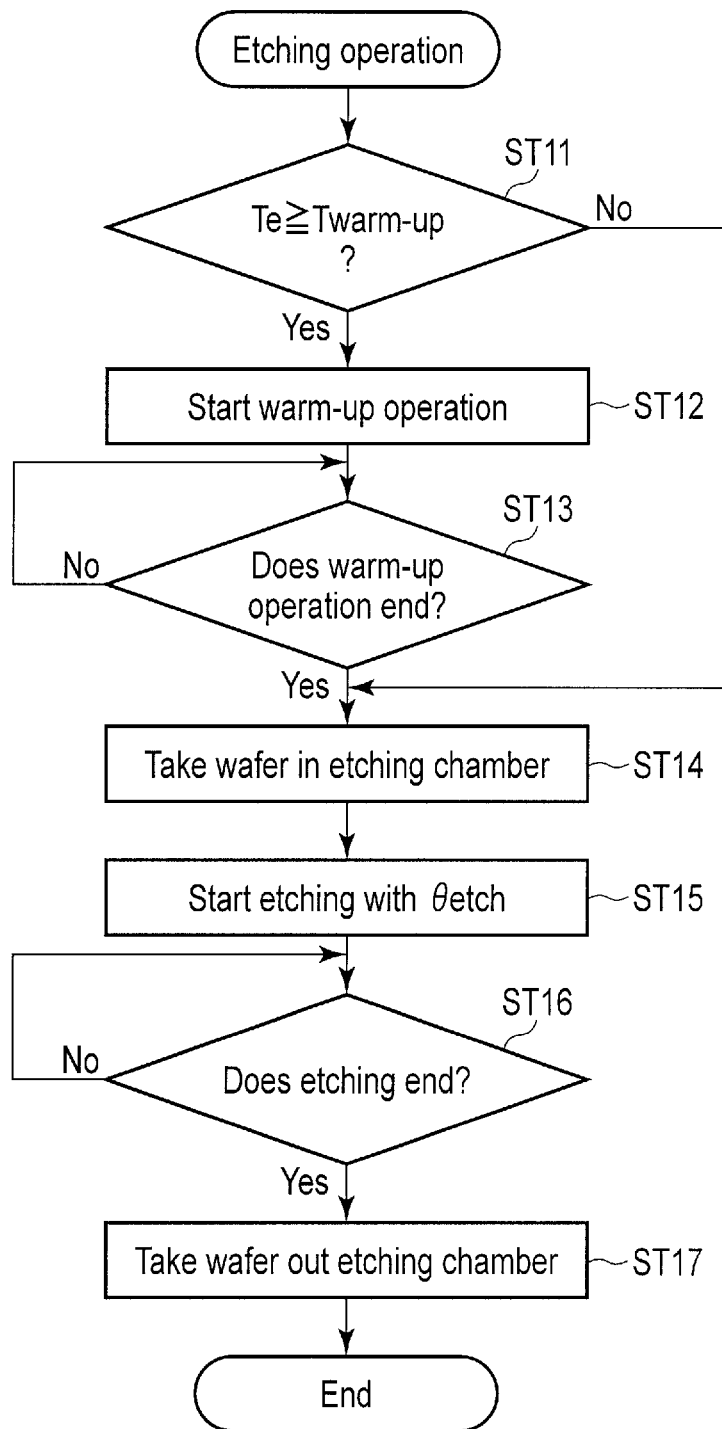 Etching operation
ST11
Te≧Twarm-up
?
No
Yes
Start warm-up operation
ST12
ST13
No
Does warm-up
operation end?
Yes
Take wafer in etching chamber
ST14
Start etching with θetch
ST15
ST16
No
Does etching end?
Yes
Take wafer out etching chamber
ST17
End